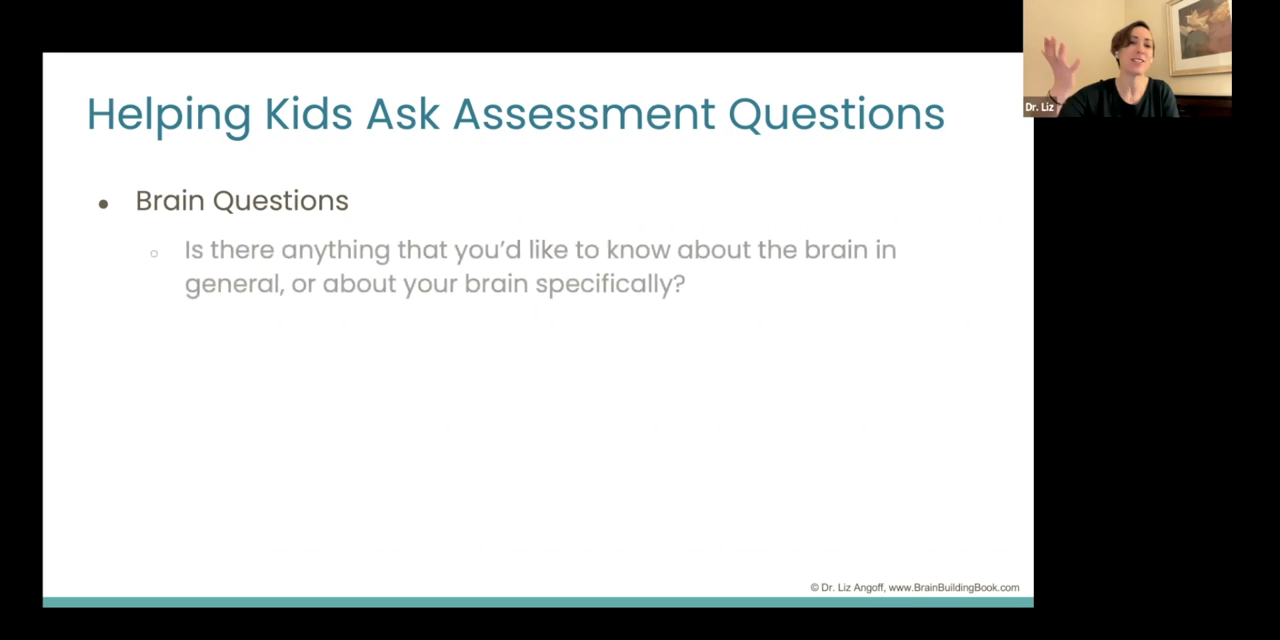 Helping Kids Ask Assessment Questions
● Brain Questions
○ Is there anything that you’d like to know about the brain in
general, or about your brain specifically?
© Dr. Liz Angoff, www.BrainBuildingBook.com
Dr. Liz